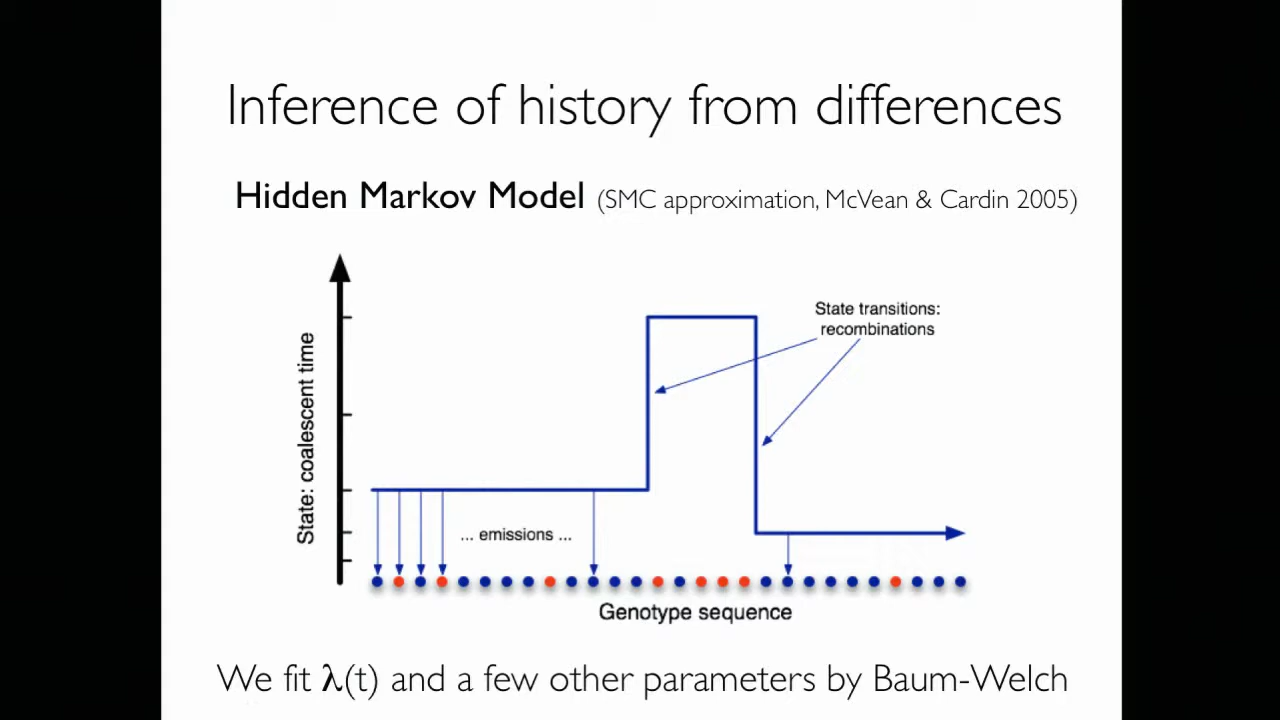 Inference of history from differences
Hidden Markov Model (SMC approximation, McVean & Cardin 2005)
State transitions:
recombinations
State: coalescent time
... emissions ...
Genotype sequence
We fit λ(t) and a few other parameters by Baum-Welch